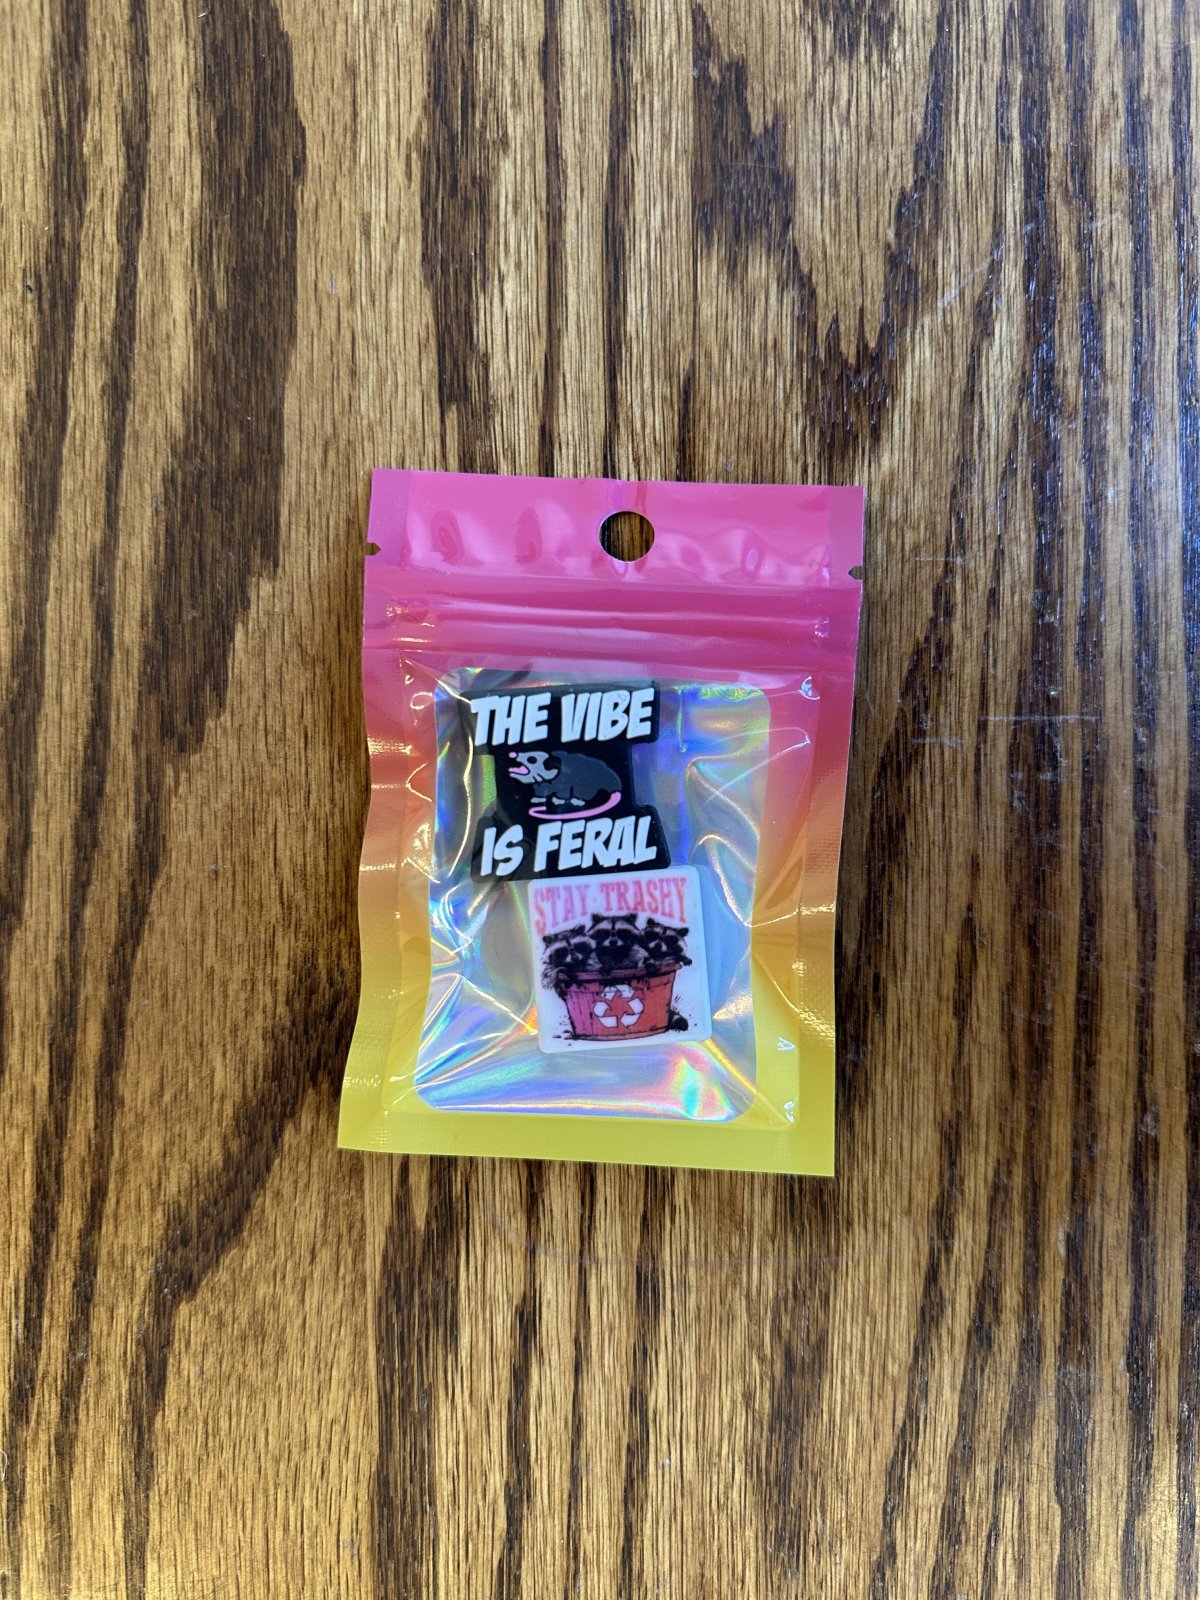 THE VIBE
IS FERAL
STAY TRASHY